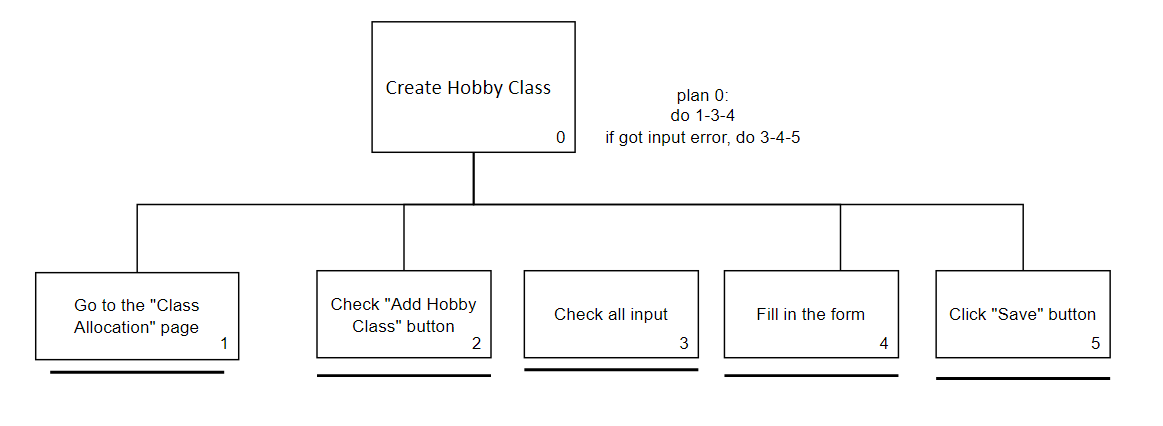 Create Hobby Class
0
plan 0:
do 1-3-4
if got input error, do 3-4-5
Go to the "Class
Allocation" page
1
Check "Add Hobby
Class" button
2
Check all input
3
Fill in the form
4
Click "Save" button
5